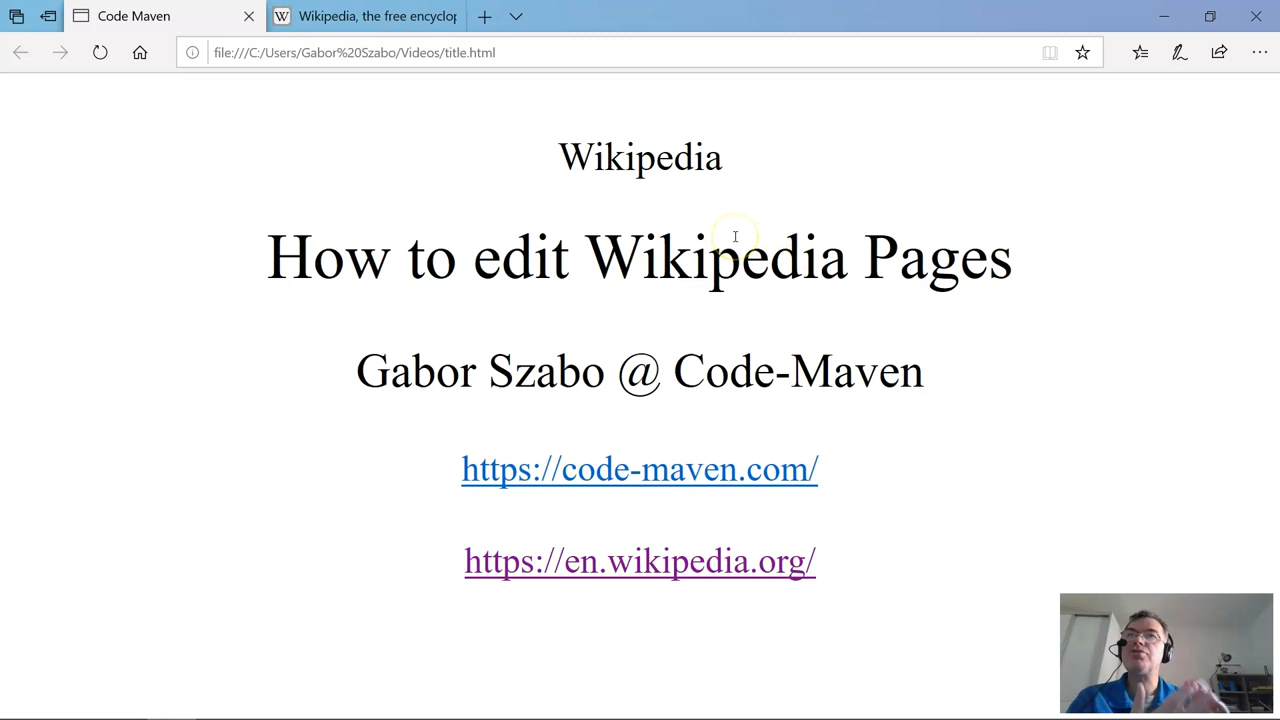 Code Maven
Wikipedia, the free encyclop
file:///C:/Users/Gabor%20Szabo/Videos/title.html
Wikipedia
How to edit Wikipedia Pages
Gabor Szabo @ Code-Maven
https://code-maven.com/
https://en.wikipedia.org/